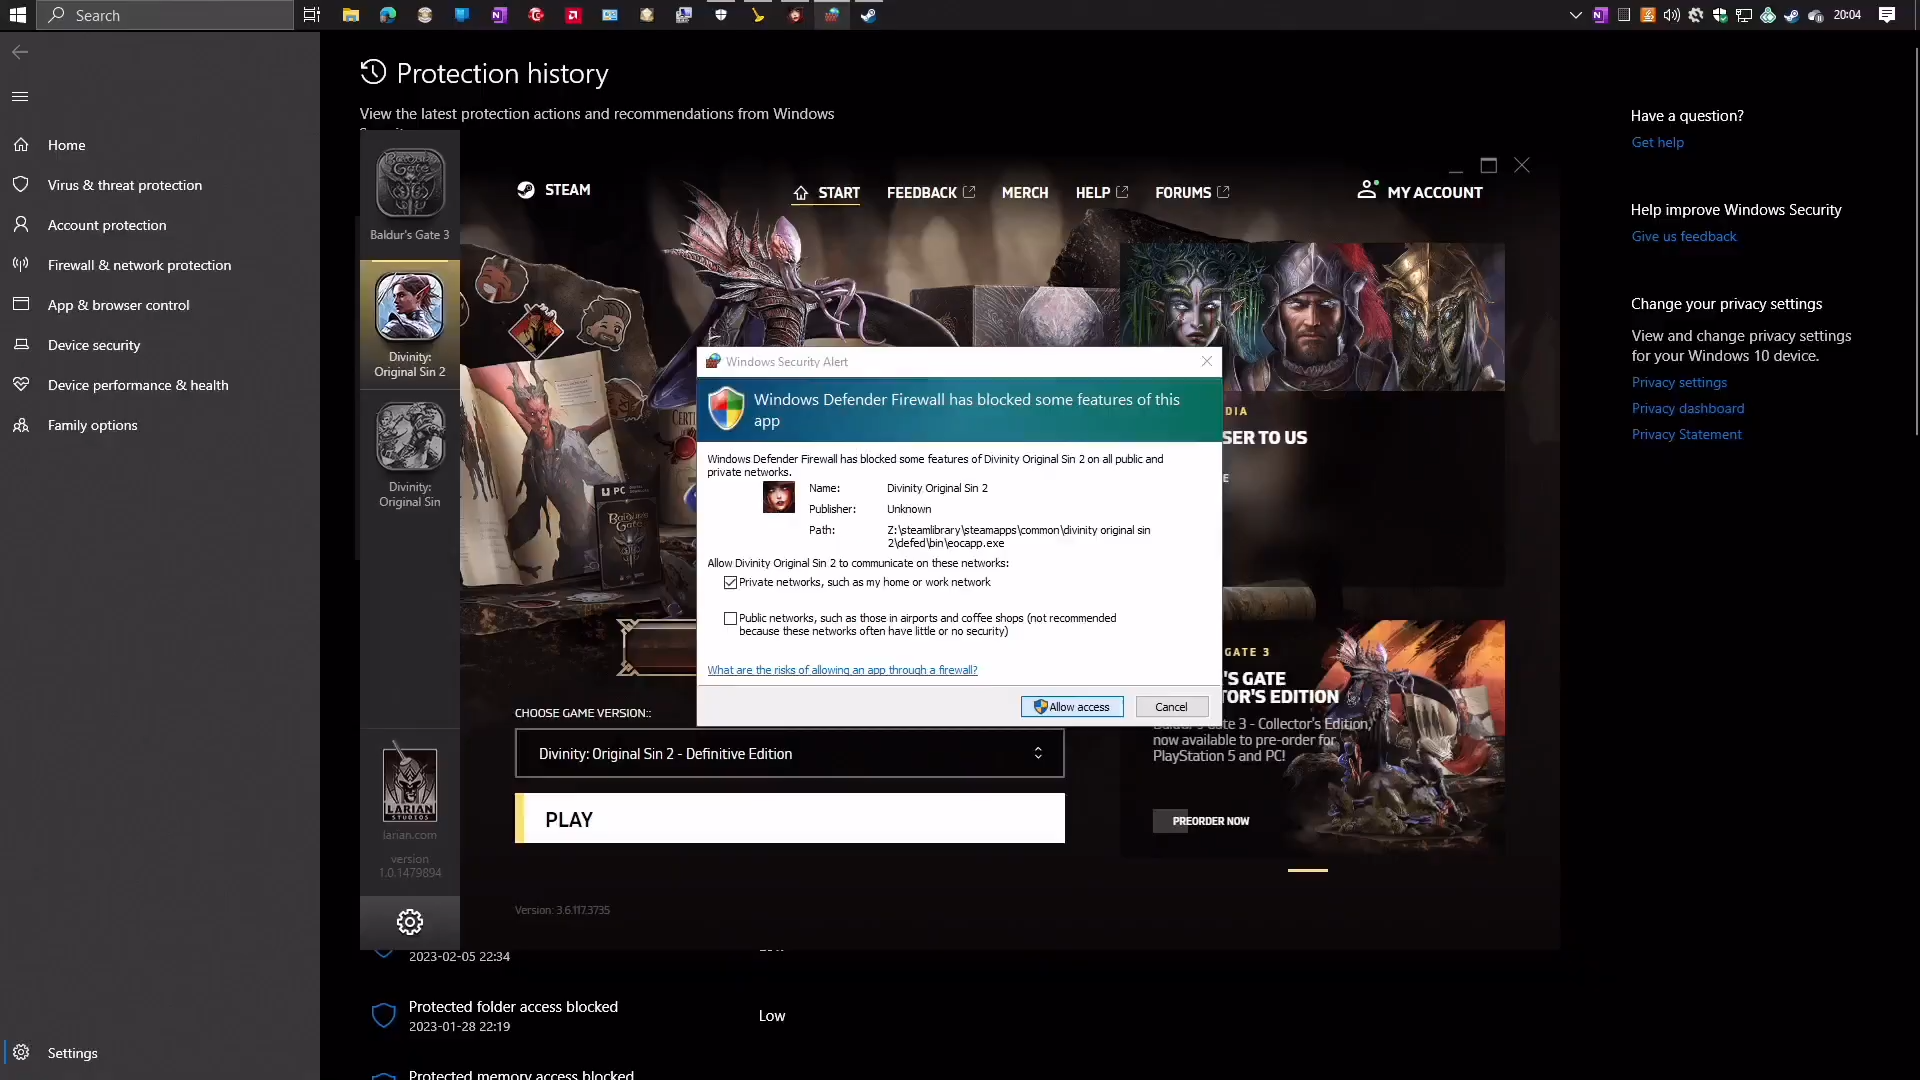 Search
20:04
Home
Virus & threat protection
Account protection
Firewall & network protection
App & browser control
Device security
Device performance & health
Family options
Settings
Protection history
View the latest protection actions and recommendations from Windows
Baldur's Gate 3
Divinity:
Original Sin 2
Divinity:
Original Sin
LARIAN
STUDIOS
larian.com
version
1.0.1479894
STEAM
START
FEEDBACK
MERCH
HELP
FORUMS
MY ACCOUNT
PC
BALDUR'S
GATE
Windows Security Alert
Windows Defender Firewall has blocked some features of this
app
Windows Defender Firewall has blocked some features of Divinity Original Sin 2 on all public and
private networks.
Name: Divinity Original Sin 2
Publisher: Unknown
Path: Z:\steamlibrary\steamapps\common\divinity original sin
2\defed\bin\eocapp.exe
Allow Divinity Original Sin 2 to communicate on these networks:
Private networks, such as my home or work network
Public networks, such as those in airports and coffee shops (not recommended
because these networks often have little or no security)
What are the risks of allowing an app through a firewall?
Allow access
Cancel
DIA
SER TO US
E
GATE 3
'S GATE
TOR'S EDITION
Gate 3 - Collector's Edition,
now available to pre-order for
PlayStation 5 and PC!
PREORDER NOW
CHOOSE GAME VERSION::
Divinity: Original Sin 2 - Definitive Edition
PLAY
Version: 3.6.117.3735
2023-02-05 22:34
Protected folder access blocked
2023-01-28 22:19
Low
Protected memory access blocked
Have a question?
Get help
Help improve Windows Security
Give us feedback
Change your privacy settings
View and change privacy settings
for your Windows 10 device.
Privacy settings
Privacy dashboard
Privacy Statement